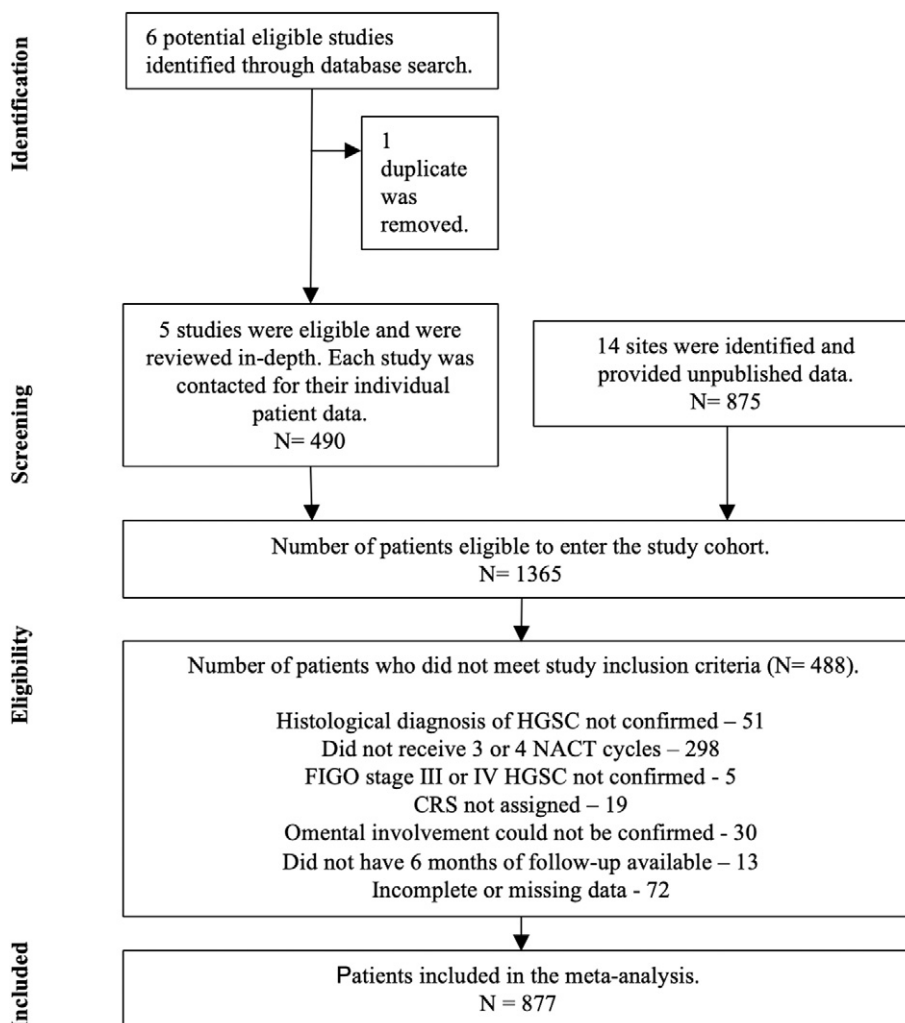 Identification
6 potential eligible studies
identified through database search.
1
duplicate
was
removed.
Screening
5 studies were eligible and were
reviewed in-depth. Each study was
contacted for their individual
patient data.
N= 490
14 sites were identified and
provided unpublished data.
N= 875
Number of patients eligible to enter the study cohort.
N= 1365
Eligibility
Number of patients who did not meet study inclusion criteria (N= 488).
Histological diagnosis of HGSC not confirmed – 51
Did not receive 3 or 4 NACT cycles – 298
FIGO stage III or IV HGSC not confirmed - 5
CRS not assigned – 19
Omental involvement could not be confirmed - 30
Did not have 6 months of follow-up available – 13
Incomplete or missing data - 72
Included
Patients included in the meta-analysis.
N = 877